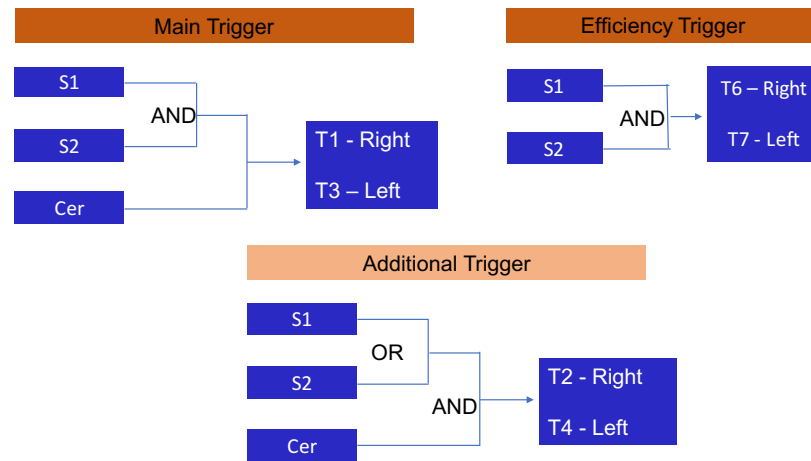 Main Trigger
S1
AND
S2
Cer
T1 - Right
T3 – Left
Efficiency Trigger
S1
AND
S2
T6 – Right
T7 - Left
Additional Trigger
S1
OR
S2
AND
Cer
T2 - Right
T4 - Left